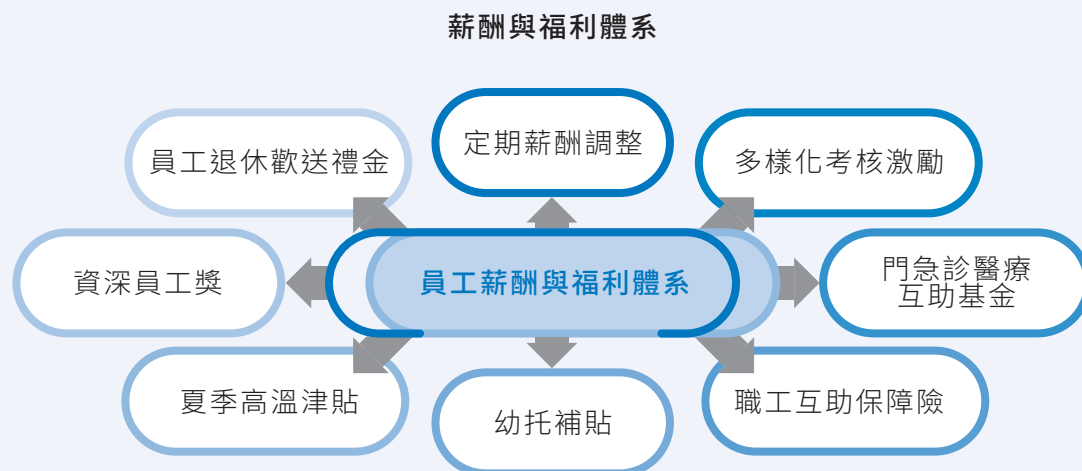 薪酬與福利體系
定期薪酬調整
員工退休歡送禮金
多樣化考核激勵
資深員工獎
員工薪酬與福利體系
門急診醫療
互助基金
夏季高溫津貼
幼托補貼
職工互助保障險